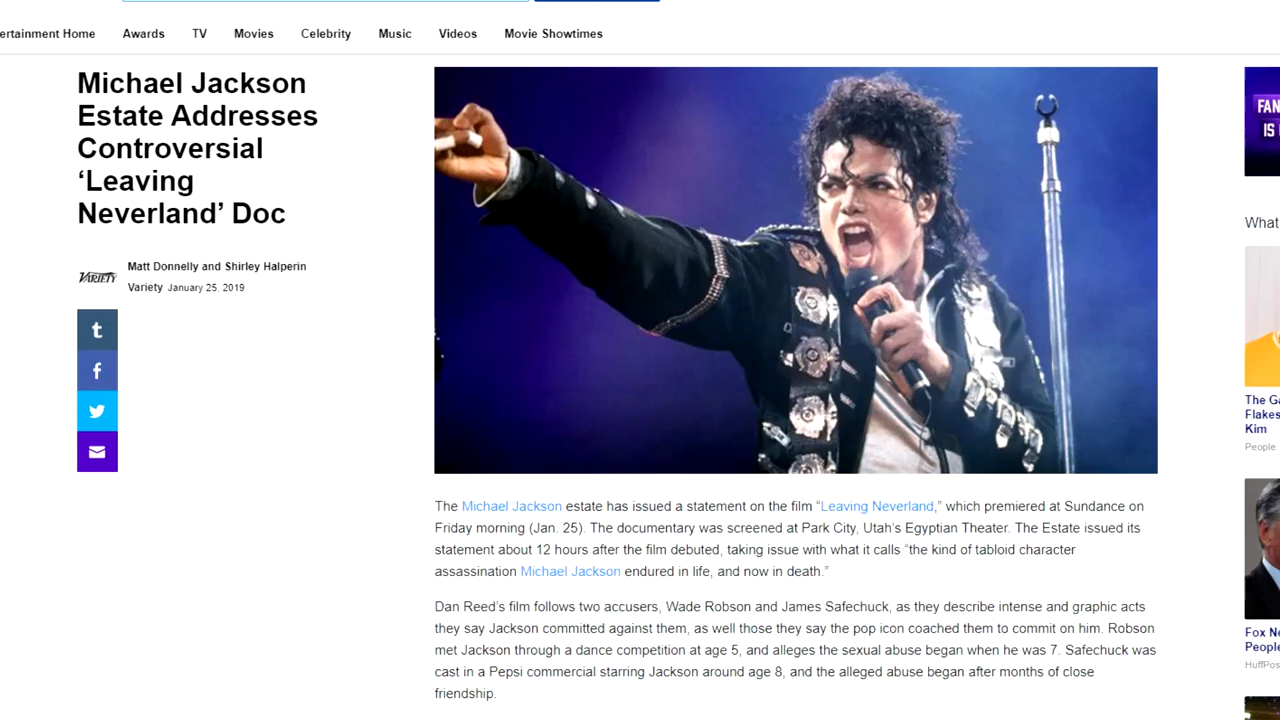 ertainment Home Awards TV Movies Celebrity Music Videos Movie Showtimes
Michael Jackson
Estate Addresses
Controversial
‘Leaving
Neverland’ Doc
VARIETY
Matt Donnelly and Shirley Halperin
Variety January 25, 2019
t
f
The Michael Jackson estate has issued a statement on the film “Leaving Neverland,” which premiered at Sundance on
Friday morning (Jan. 25). The documentary was screened at Park City, Utah’s Egyptian Theater. The Estate issued its
statement about 12 hours after the film debuted, taking issue with what it calls “the kind of tabloid character
assassination Michael Jackson endured in life, and now in death.”
Dan Reed’s film follows two accusers, Wade Robson and James Safechuck, as they describe intense and graphic acts
they say Jackson committed against them, as well those they say the pop icon coached them to commit on him. Robson
met Jackson through a dance competition at age 5, and alleges the sexual abuse began when he was 7. Safechuck was
cast in a Pepsi commercial starring Jackson around age 8, and the alleged abuse began after months of close
friendship.
FAN
IS
What
The Ga
Flakes
Kim
People
Fox Ne
People
HuffPos